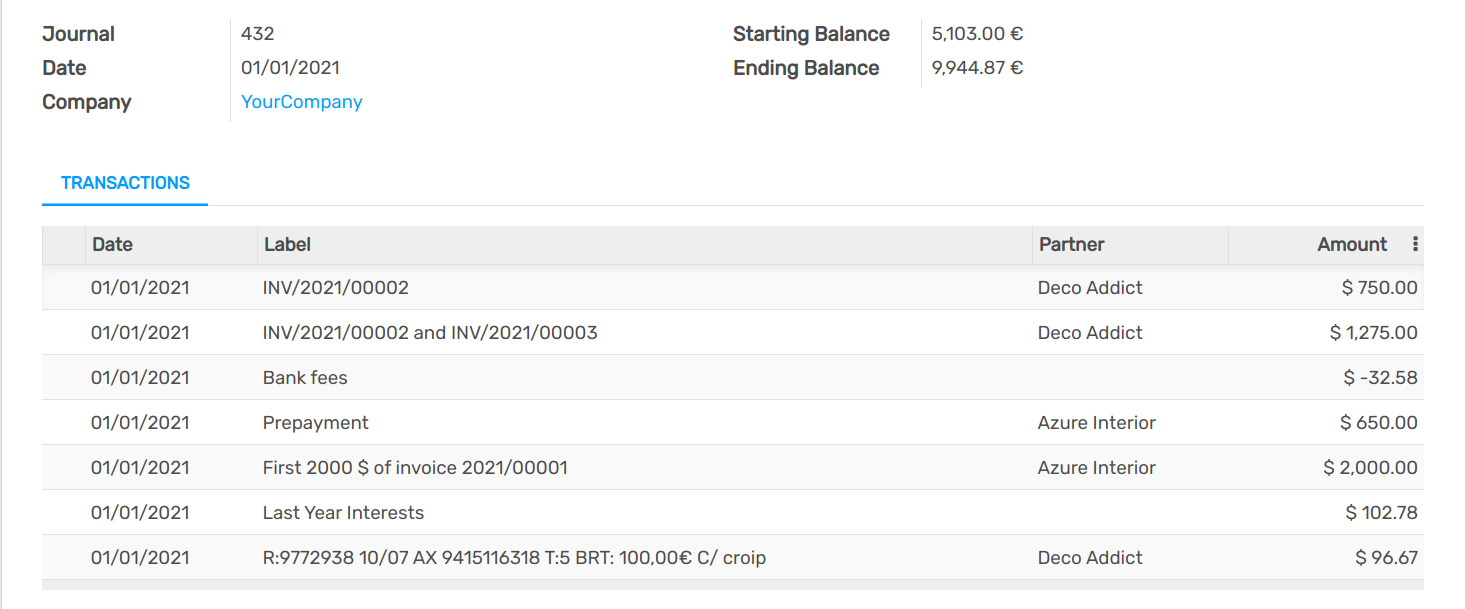 Journal 432 Starting Balance 5,103.00 €
Date 01/01/2021 Ending Balance 9,944.87 €
Company YourCompany
TRANSACTIONS
Date Label Partner Amount
01/01/2021 INV/2021/00002 Deco Addict $ 750.00
01/01/2021 INV/2021/00002 and INV/2021/00003 Deco Addict $ 1,275.00
01/01/2021 Bank fees $ -32.58
01/01/2021 Prepayment Azure Interior $ 650.00
01/01/2021 First 2000 $ of invoice 2021/00001 Azure Interior $ 2,000.00
01/01/2021 Last Year Interests $ 102.78
01/01/2021 R:9772938 10/07 AX 9415116318 T:5 BRT: 100,00€ C/ croip Deco Addict $ 96.67